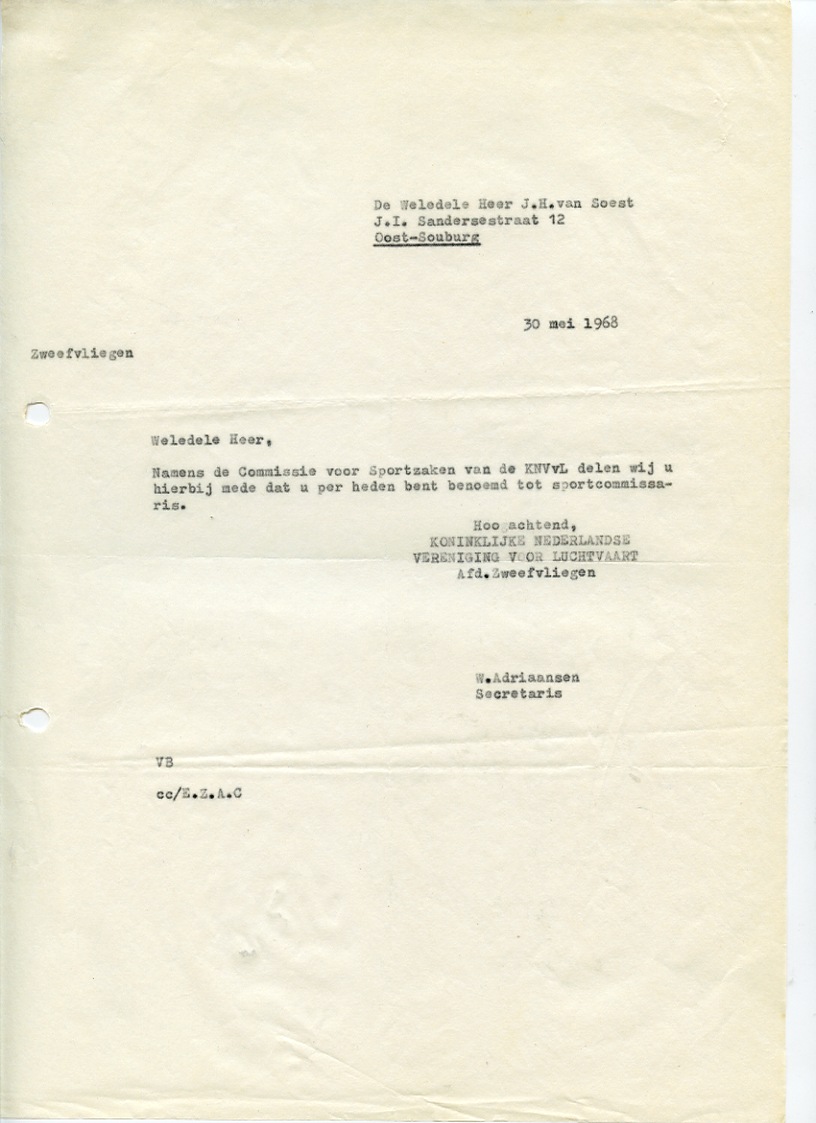 De Weledele Heer J.H.van Soest
J.I. Sandersestraat 12
Oost-Souburg
30 mei 1968
Zweefvliegen
Weledele Heer,
Namens de Commissie voor Sportzaken van de KNVvL delen wij u
hierbij mede dat u per heden bent benoemd tot sportcommissa-
ris.
Hoogachtend,
KONINKLIJKE NEDERLANDSE
VERENIGING VOOR LUCHTVAART
Afd.Zweefvliegen
W.Adriaansen
Secretaris
VB
cc/E.Z.A.C